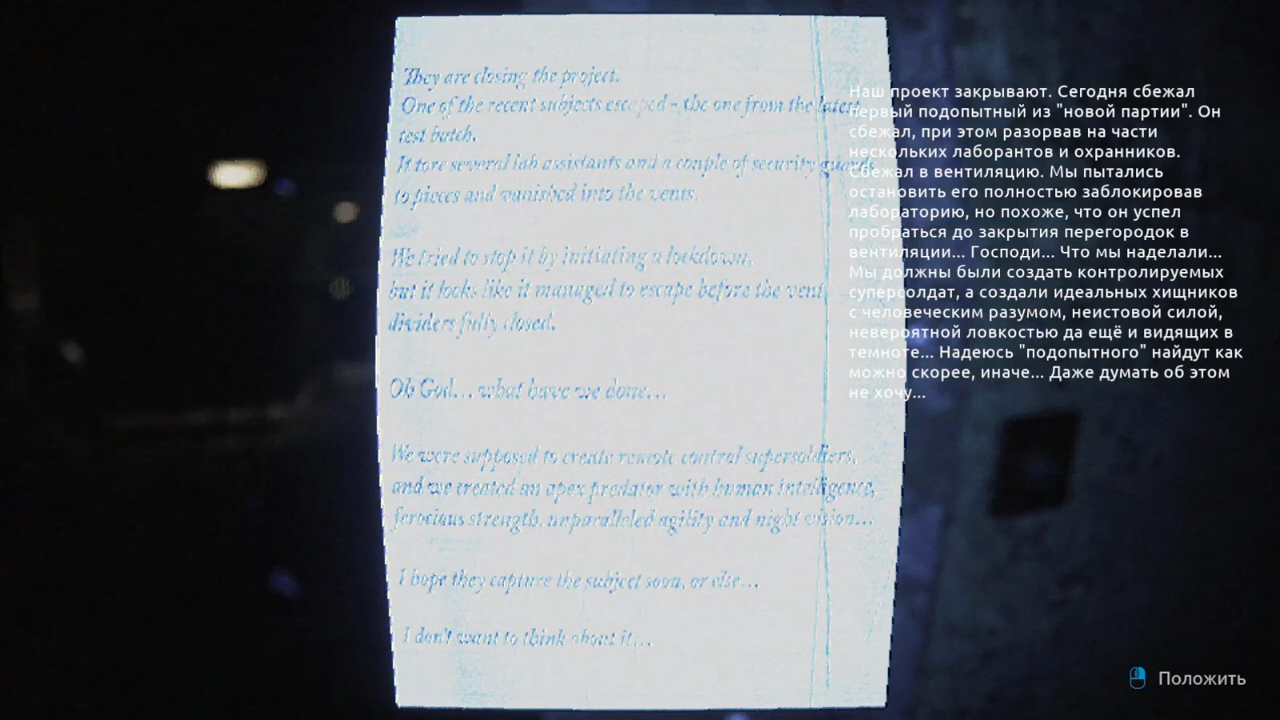 They are closing the project.
One of the recent subjects escaped - the one from the latest
test batch.
It tore several lab assistants and a couple of security guards
to pieces and vanished into the vents.
We tried to stop it by initiating a lockdown,
but it looks like it managed to escape before the vent
dividers fully closed.
Oh God... what have we done...
We were supposed to create remote control supersoldiers,
and we created an apex predator with human intelligence,
ferocious strength, unparalleled agility and night vision...
I hope they capture the subject soon, or else...
I don't want to think about it...
Наш проект закрывают. Сегодня сбежал
первый подопытный из "новой партии". Он
сбежал, при этом разорвав на части
нескольких лаборантов и охранников.
Сбежал в вентиляцию. Мы пытались
остановить его полностью заблокировав
лабораторию, но похоже, что он успел
пробраться до закрытия перегородок в
вентиляции... Господи... Что мы наделали...
Мы должны были создать контролируемых
суперсолдат, а создали идеальных хищников
с человеческим разумом, неистовой силой,
невероятной ловкостью да ещё и видящих в
темноте... Надеюсь "подопытного" найдут как
можно скорее, иначе... Даже думать об этом
не хочу...
Положить